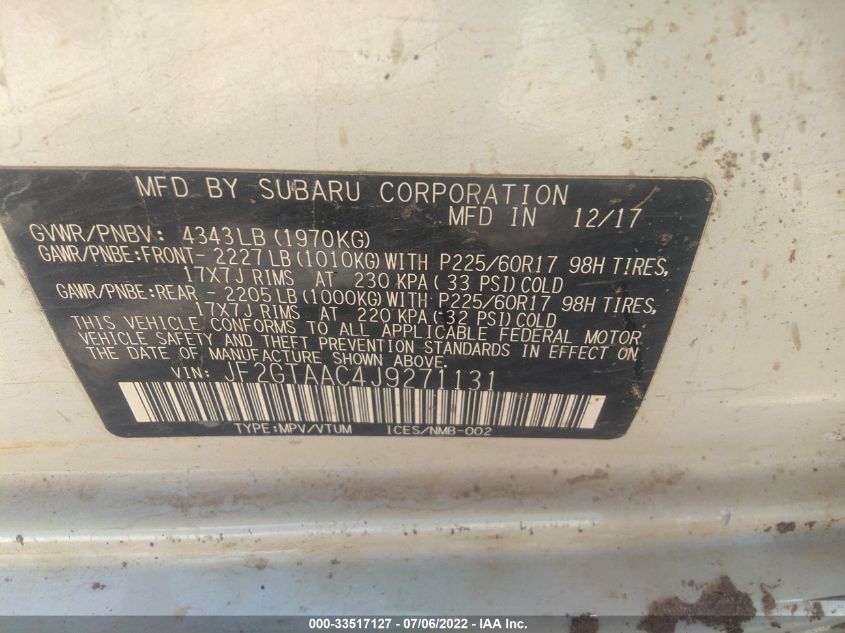 MFD BY SUBARU CORPORATION
MFD IN 12/17
GVWR/PNBV: 4343LB (1970KG)
GAWR/PNBE:FRONT- 2227LB (1010KG) WITH P225/60R17 98H TIRES,
17X7J RIMS AT 230 KPA ( 33 PSI) COLD
GAWR/PNBE:REAR - 2205LB (1000KG) WITH P225/60R17 98H TIRES,
17X7J RIMS AT 220 KPA ( 32 PSI) COLD
THIS VEHICLE CONFORMS TO ALL APPLICABLE FEDERAL MOTOR
VEHICLE SAFETY AND THEFT PREVENTION STANDARDS IN EFFECT ON
THE DATE OF MANUFACTURE SHOWN ABOVE.
VIN: JF2GTAAC4J9271131
TYPE:MPV/VTUM ICES/NMB-002
000-33517127 - 07/06/2022 - IAA Inc.